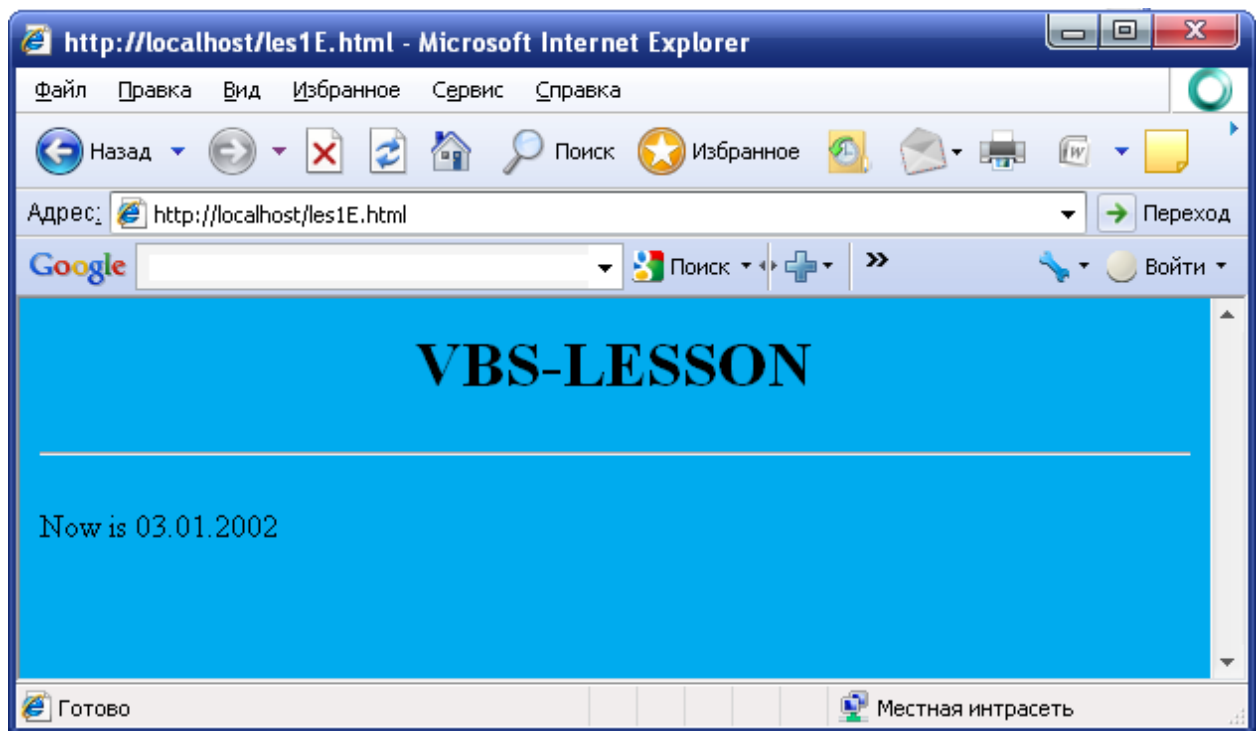 http://localhost/les1E.html - Microsoft Internet Explorer
Файл Правка Вид Избранное Сервис Справка
Назад Поиск Избранное W
Адрес: http://localhost/les1E.html Переход
Google Поиск Войти
VBS-LESSON
Now is 03.01.2002
Готово Местная интрасеть